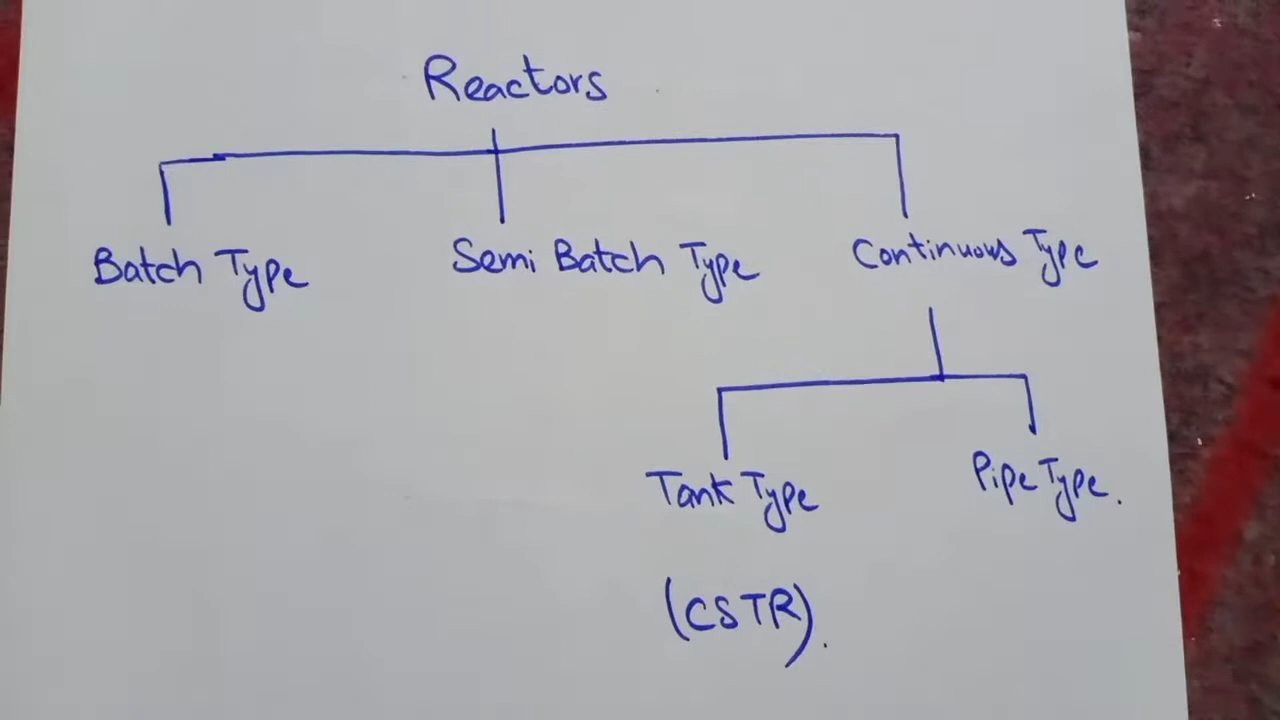 Reactors
Batch Type
Semi Batch Type
Continuous Type
Tank Type
Pipe Type.
(CSTR).